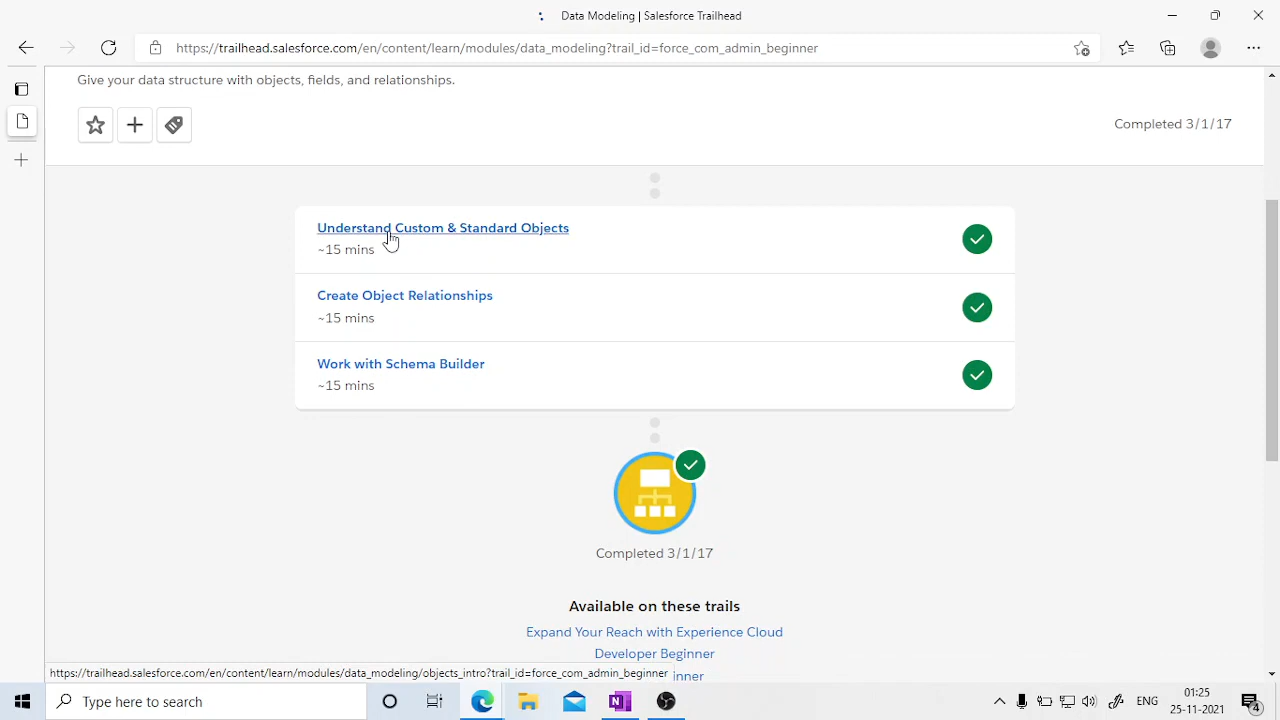 Data Modeling | Salesforce Trailhead
https://trailhead.salesforce.com/en/content/learn/modules/data_modeling?trail_id=force_com_admin_beginner
Give your data structure with objects, fields, and relationships.
Completed 3/1/17
Understand Custom & Standard Objects
~15 mins
Create Object Relationships
~15 mins
Work with Schema Builder
~15 mins
Completed 3/1/17
Available on these trails
Expand Your Reach with Experience Cloud
Developer Beginner
https://trailhead.salesforce.com/en/content/learn/modules/data_modeling/objects_intro?trail_id=force_com_admin_beginner
inner
Type here to search
ENG
01:25
25-11-2021
4